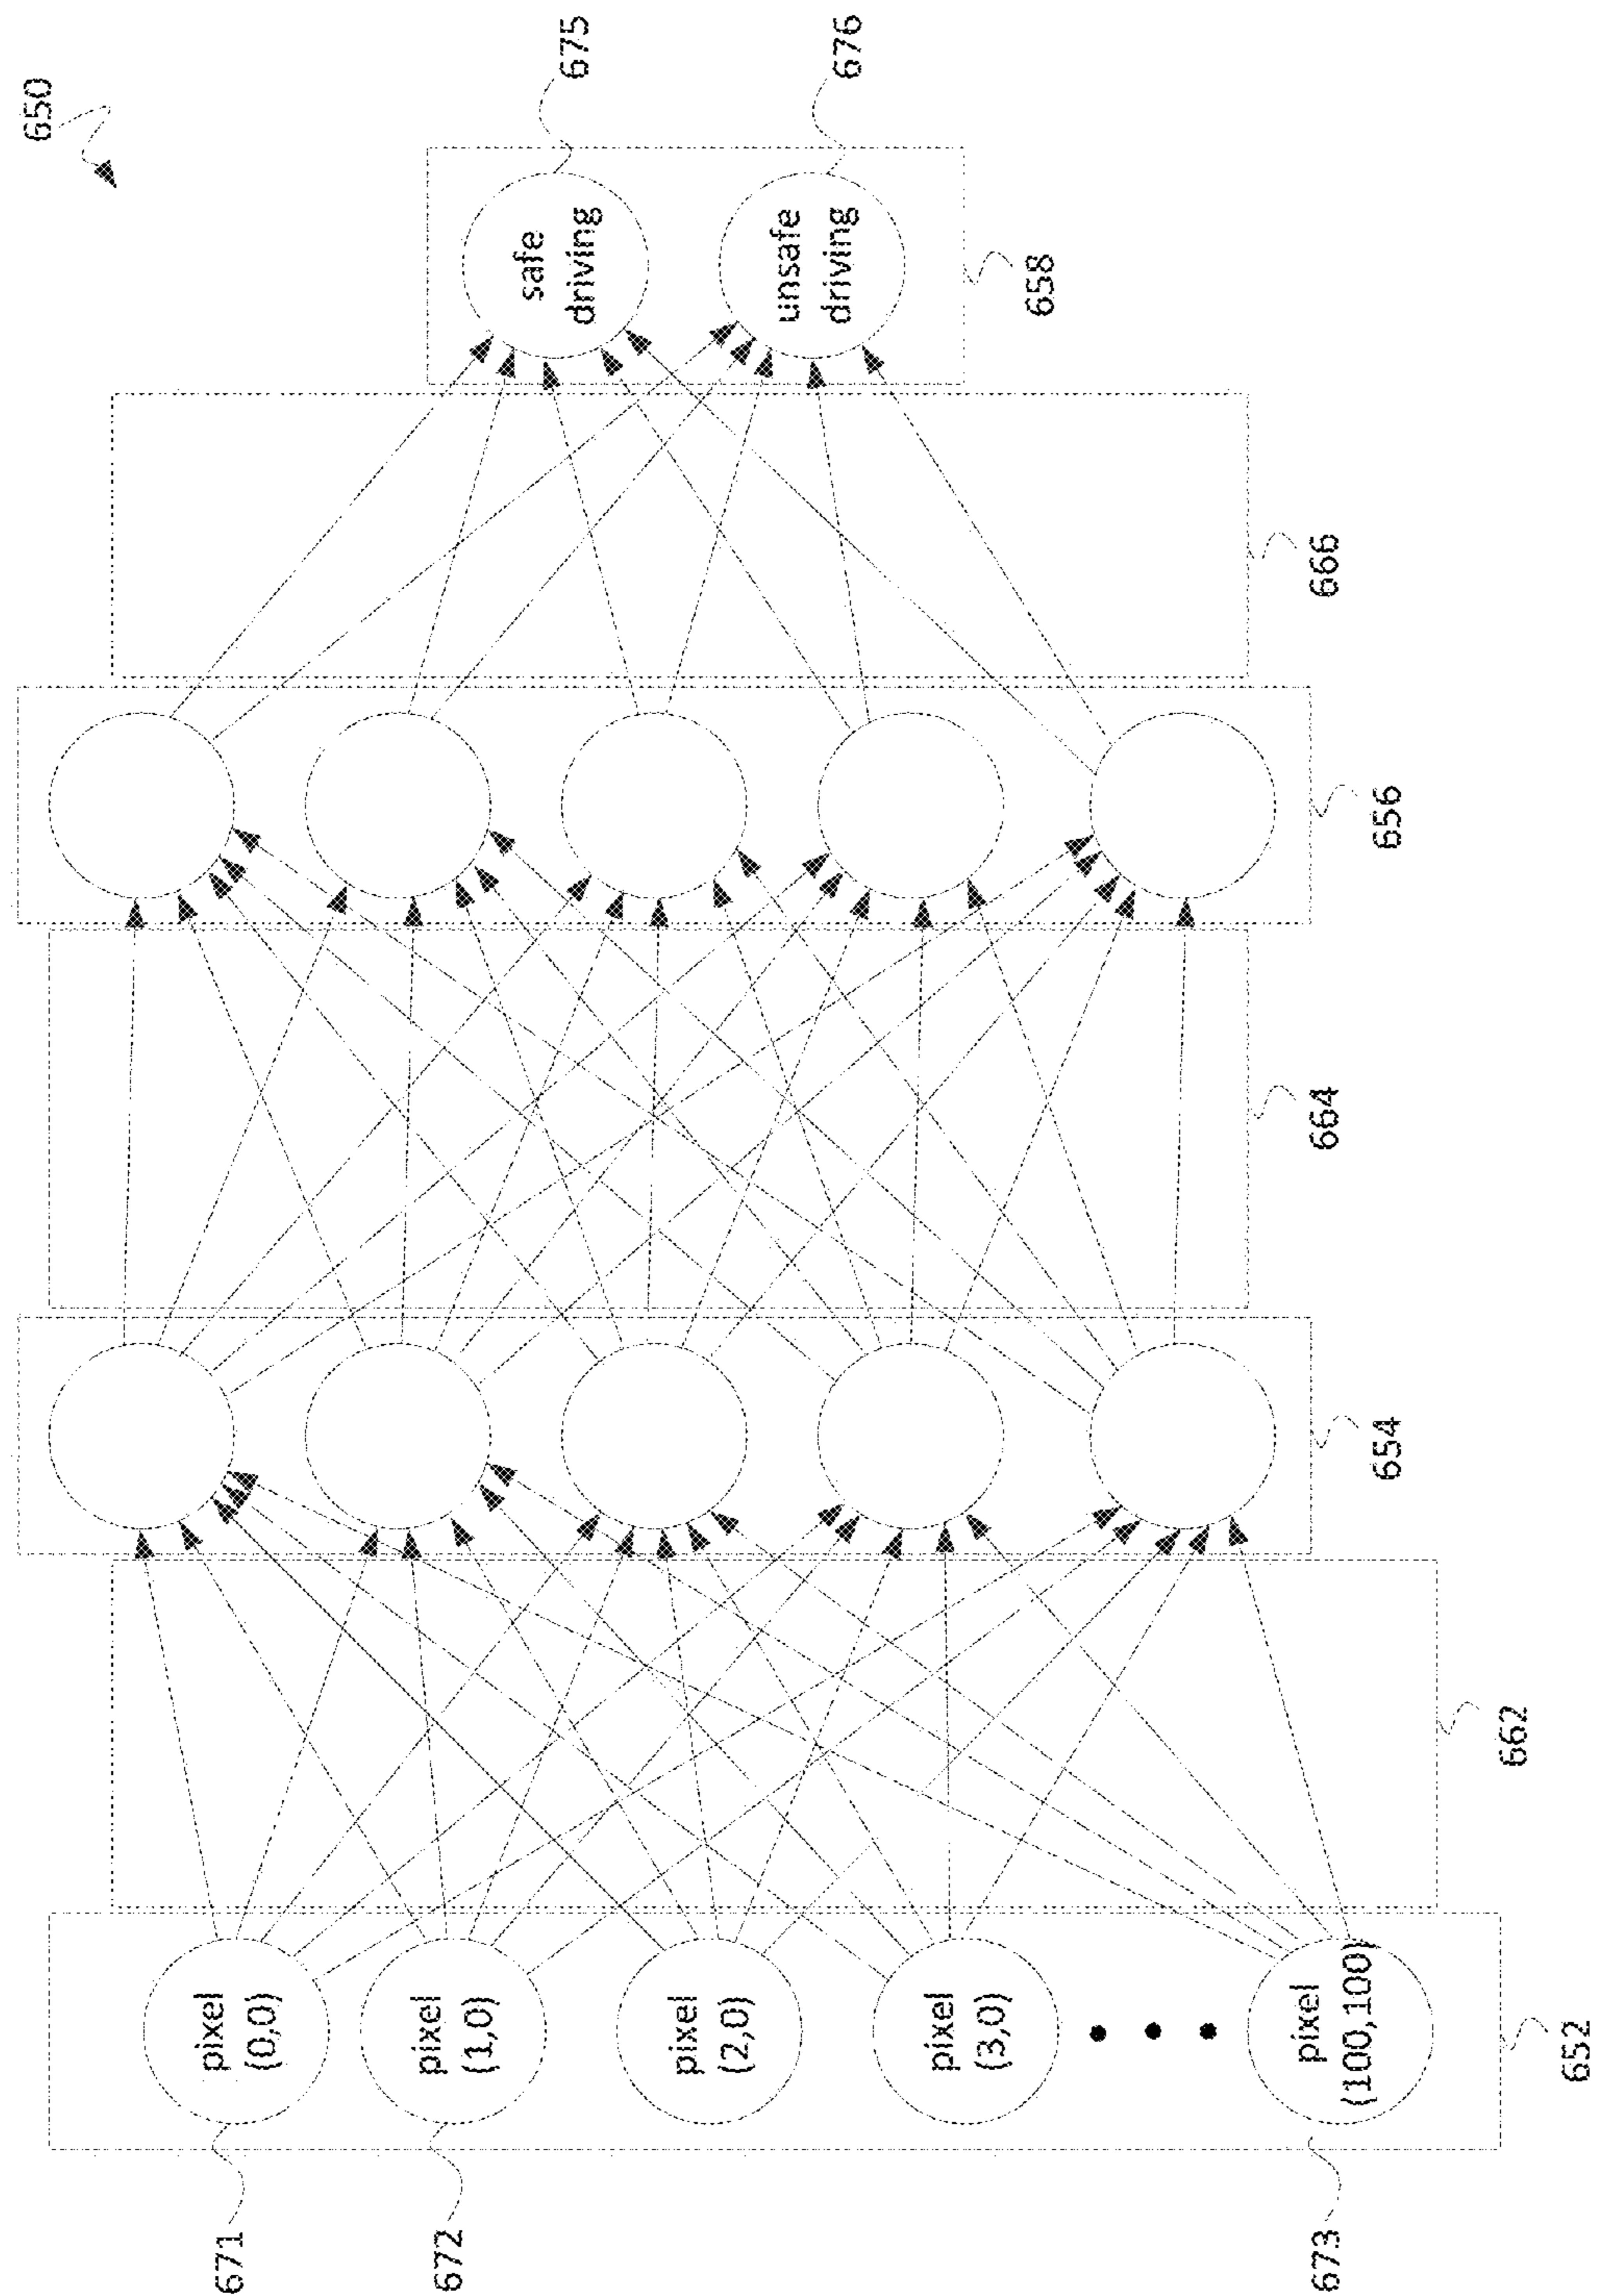 650
675
676
safe
driving
unsafe
driving
658
666
656
664
654
662
pixel
(0,0)
pixel
(1,0)
pixel
(2,0)
pixel
(3,0)
pixel
(100,100)
652
671
672
673